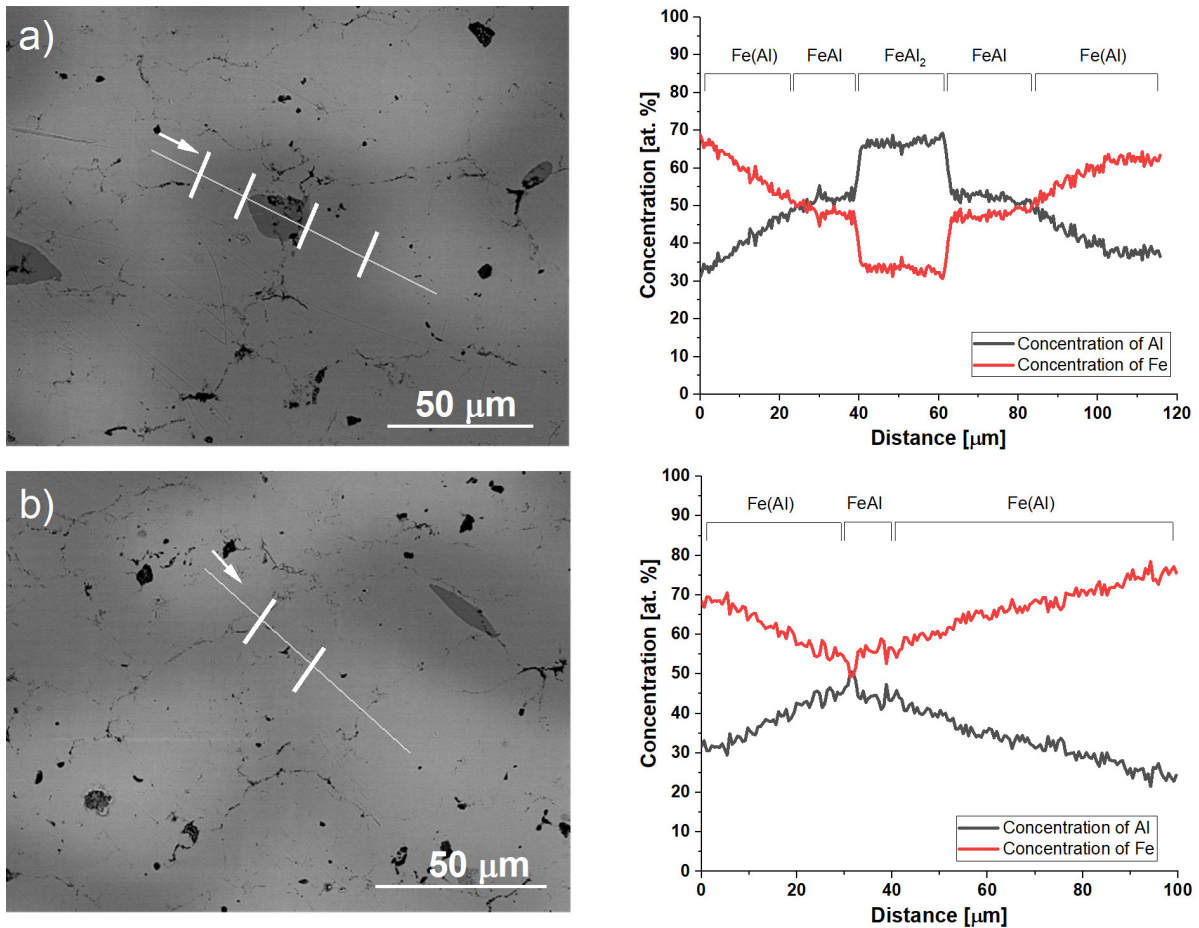 a)
50 μm
100
90
80
70
60
50
40
30
20
10
0
Concentration [at. %]
Fe(Al) FeAl FeAl₂ FeAl Fe(Al)
Concentration of Al
Concentration of Fe
0 20 40 60 80 100 120
Distance [μm]
b)
50 μm
100
90
80
70
60
50
40
30
20
10
0
Concentration [at. %]
Fe(Al) FeAl Fe(Al)
Concentration of Al
Concentration of Fe
0 20 40 60 80 100
Distance [μm]